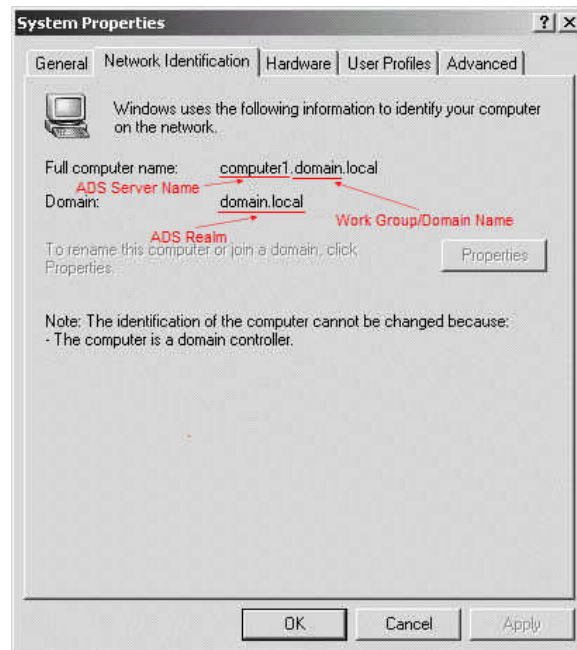 System Properties
? X
General Network Identification Hardware User Profiles Advanced
Windows uses the following information to identify your computer
on the network.
Full computer name: computer1.domain.local
ADS Server Name
Domain: domain.local
Work Group/Domain Name
ADS Realm
To rename this computer or join a domain, click
Properties.
Properties
Note: The identification of the computer cannot be changed because:
- The computer is a domain controller.
OK Cancel Apply